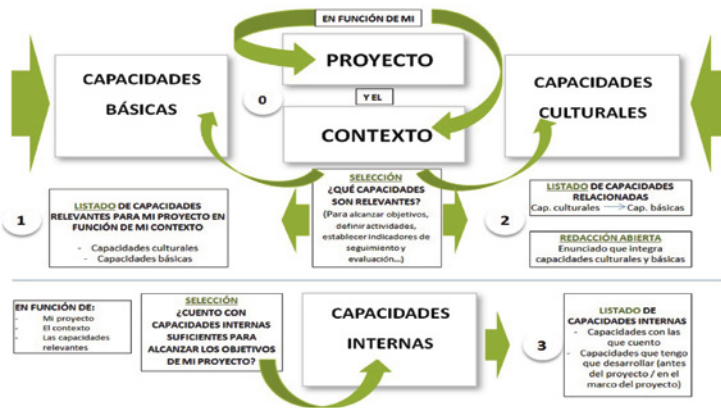 EN FUNCIÓN DE MI
PROYECTO
0
Y EL
CONTEXTO
CAPACIDADES
BÁSICAS
CAPACIDADES
CULTURALES
SELECCIÓN
¿QUÉ CAPACIDADES
SON RELEVANTES?
(Para alcanzar objetivos,
definir actividades,
establecer indicadores de
seguimiento y
evaluación...)
1
LISTADO DE CAPACIDADES
RELEVANTES PARA MI PROYECTO EN
FUNCIÓN DE MI CONTEXTO
- Capacidades culturales
- Capacidades básicas
2
LISTADO DE CAPACIDADES
RELACIONADAS
Cap. culturales → Cap. básicas
REDACCIÓN ABIERTA
Enunciado que integra
capacidades culturales y básicas
EN FUNCIÓN DE:
- Mi proyecto
- El contexto
- Las capacidades
relevantes
SELECCIÓN
¿CUENTO CON
CAPACIDADES INTERNAS
SUFICIENTES PARA
ALCANZAR LOS OBJETIVOS
DE MI PROYECTO?
CAPACIDADES
INTERNAS
3
LISTADO DE
CAPACIDADES INTERNAS
- Capacidades con las
que cuento
- Capacidades que tengo
que desarrollar (antes
del proyecto / en el
marco del proyecto)